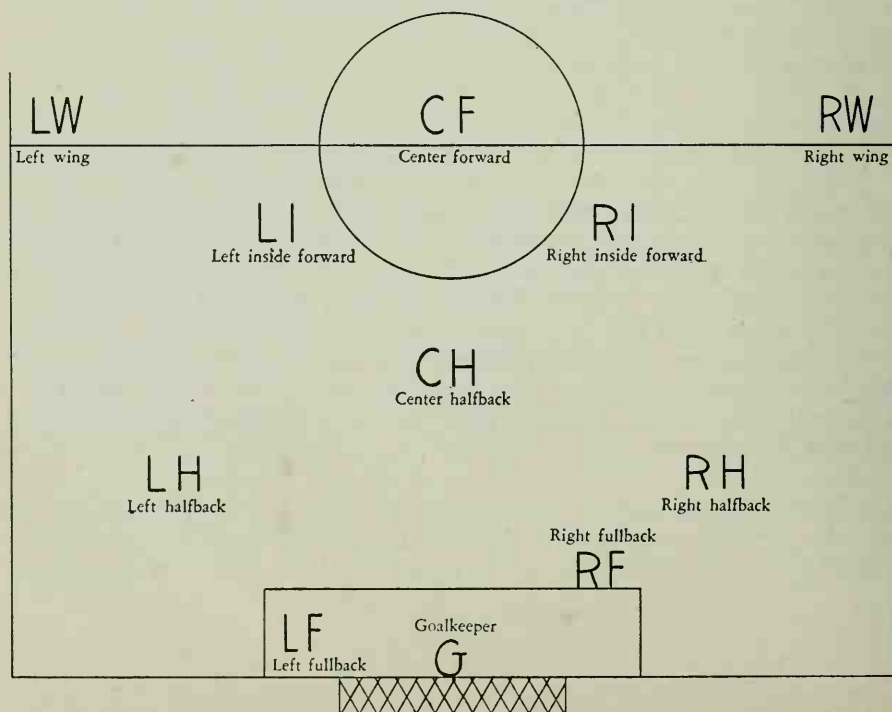 LW CF RW
Left wing Center forward Right wing
LI RI
Left inside forward Right inside forward
CH
Center halfback
LH RH
Left halfback Right halfback
Right fullback
RF
LF Goalkeeper
Left fullback G